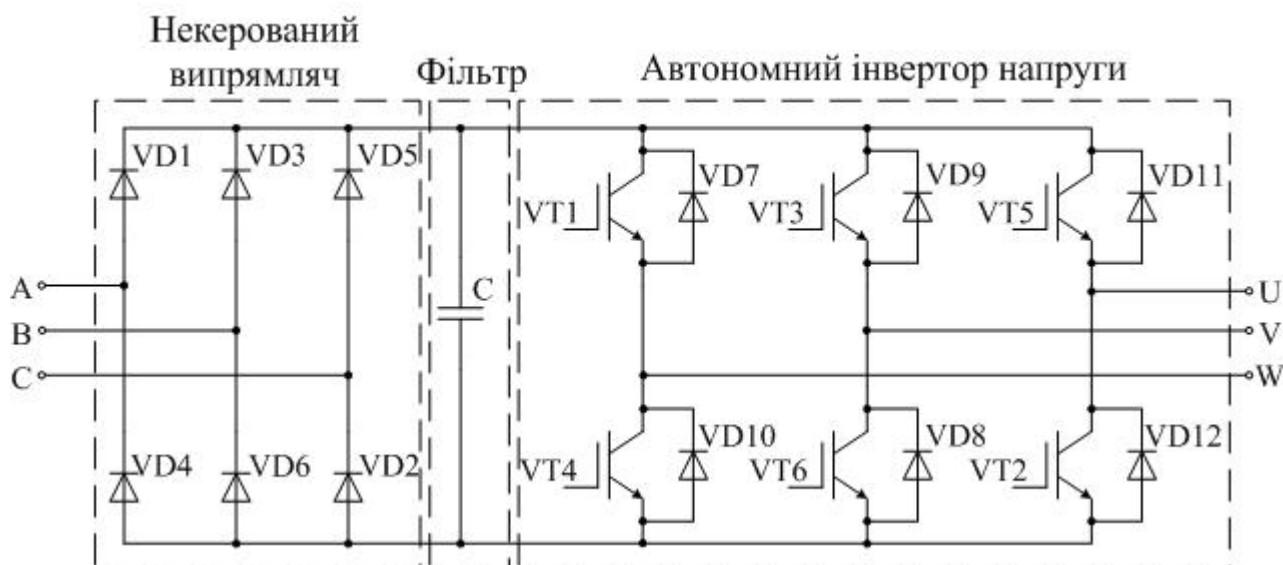 Некерований
випрямляч
Фільтр
Автономний інвертор напруги
VD1
VD3
VD5
VD7
VD9
VD11
VT1
VT3
VT5
A
B
C
C
U
V
W
VD4
VD6
VD2
VD10
VD8
VD12
VT4
VT6
VT2